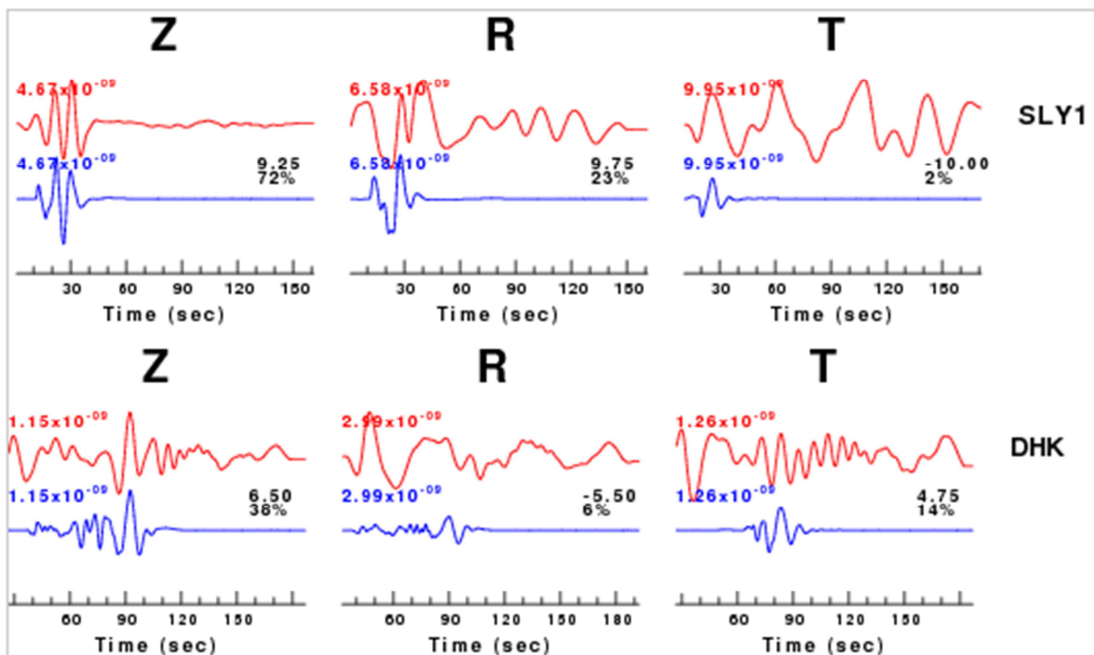 Z R T
4.67x10⁻⁰⁹ 6.58x10⁻⁰⁹ 9.95x10⁻⁰⁹
SLY1
4.67x10⁻⁰⁹ 9.25 6.58x10⁻⁰⁹ 9.75 9.95x10⁻⁰⁹ -10.00
72% 23% 2%
30 60 90 120 150 30 60 90 120 150 30 60 90 120 150
Time (sec) Time (sec) Time (sec)
Z R T
1.15x10⁻⁰⁹ 2.99x10⁻⁰⁹ 1.26x10⁻⁰⁹
DHK
1.15x10⁻⁰⁹ 6.50 2.99x10⁻⁰⁹ -5.50 1.26x10⁻⁰⁹ 4.75
38% 6% 14%
60 90 120 150 60 90 120 150 180 60 90 120 150
Time (sec) Time (sec) Time (sec)